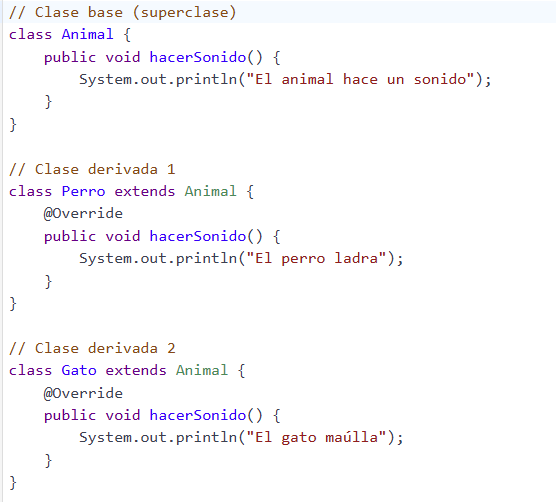 // Clase base (superclase)
class Animal {
    public void hacerSonido() {
        System.out.println("El animal hace un sonido");
    }
}

// Clase derivada 1
class Perro extends Animal {
    @Override
    public void hacerSonido() {
        System.out.println("El perro ladra");
    }
}

// Clase derivada 2
class Gato extends Animal {
    @Override
    public void hacerSonido() {
        System.out.println("El gato maúlla");
    }
}